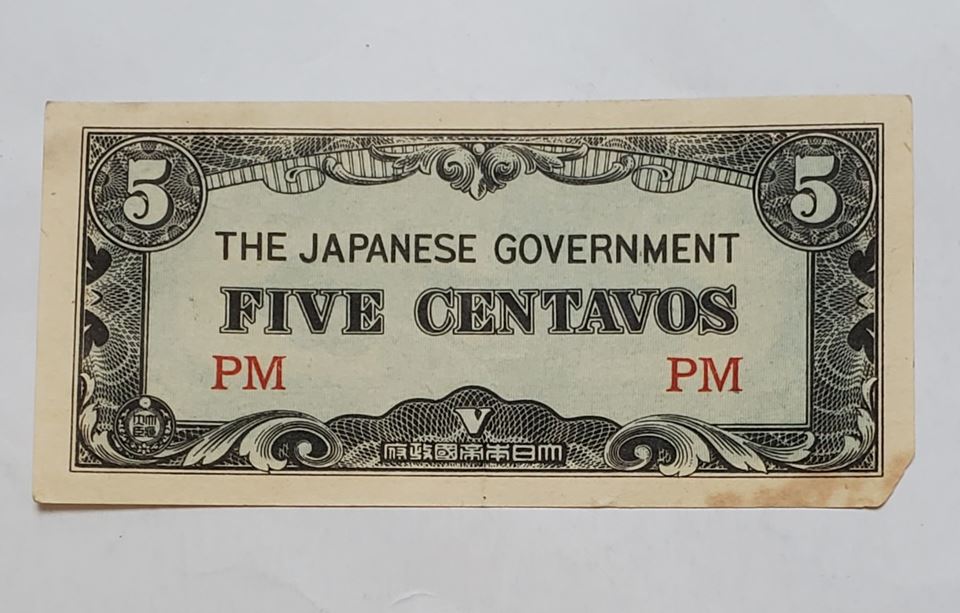 5 5
THE JAPANESE GOVERNMENT
FIVE CENTAVOS
PM PM
V
大日本帝國政府